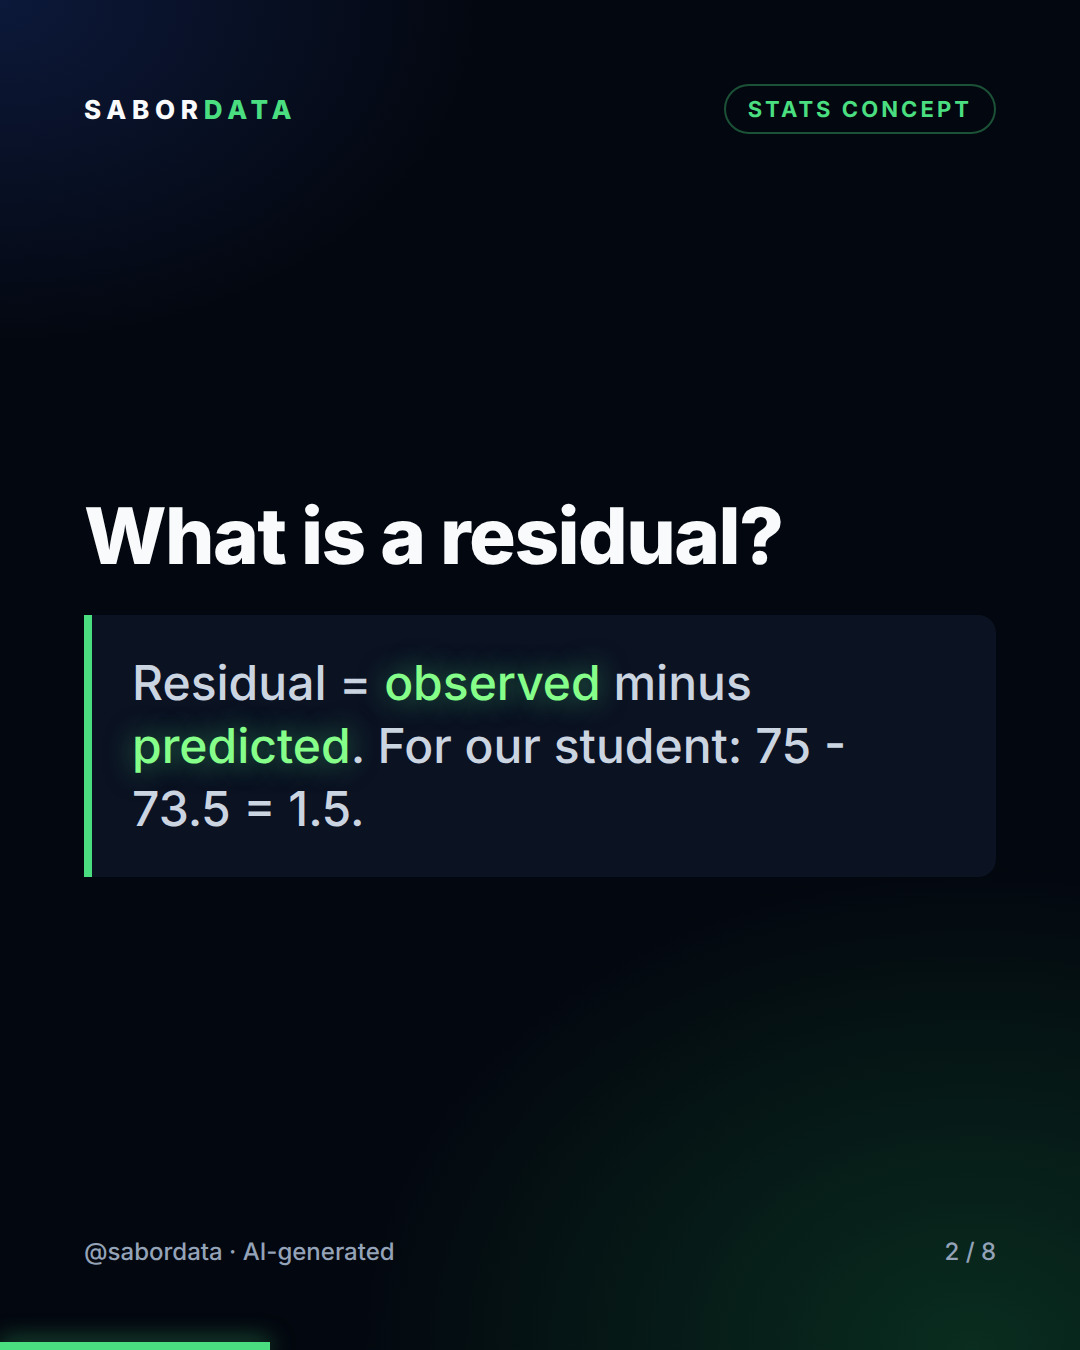 SABORDATA
STATS CONCEPT
What is a residual?
Residual = observed minus
predicted. For our student: 75 -
73.5 = 1.5.
@sabordata · AI-generated
2 / 8